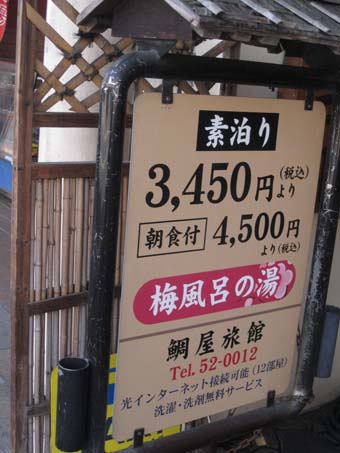 素泊り
3,450円より(税込)
朝食付 4,500円
より(税込)
梅風呂の湯
鯛屋旅館
Tel. 52-0012
光インターネット接続可能(12部屋)
洗濯・洗剤無料サービス